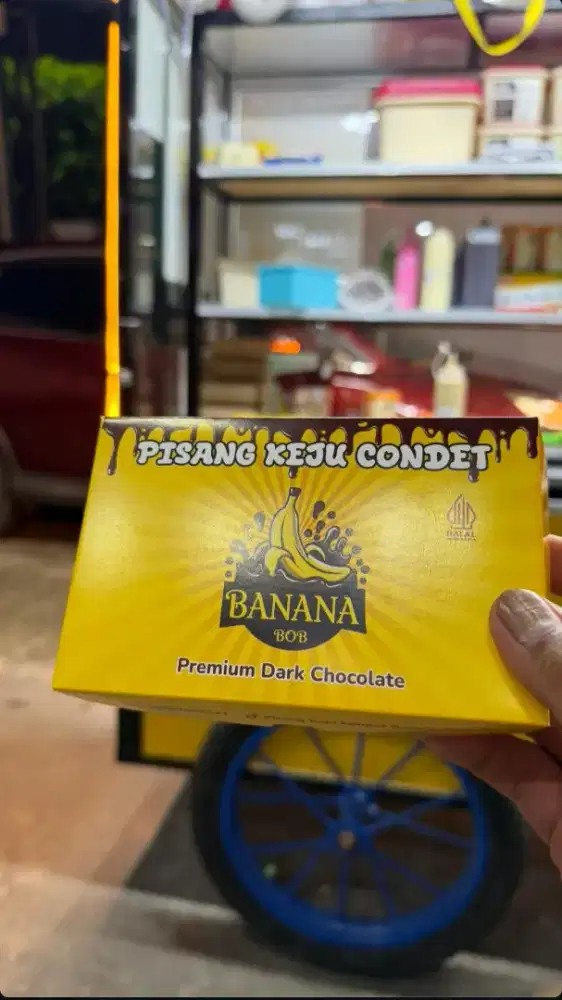 PISANG KEJU CONDET
HALAL
BANANA
BOB
Premium Dark Chocolate